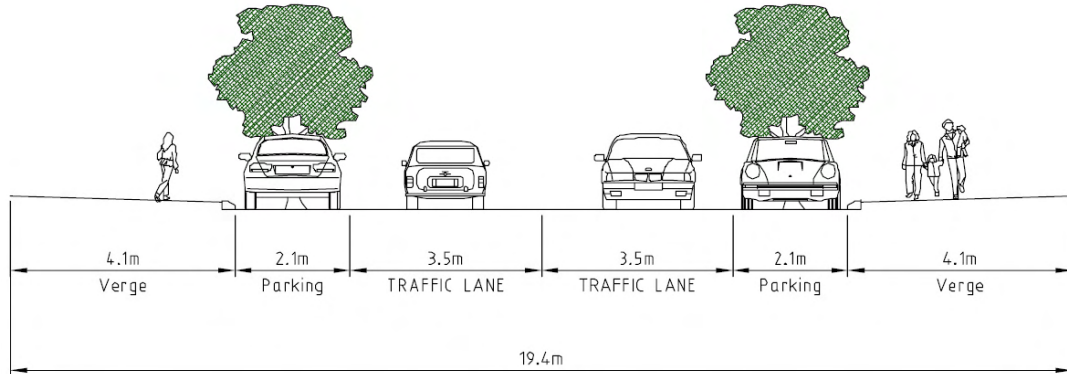 4.1m 2.1m 3.5m 3.5m 2.1m 4.1m
Verge Parking TRAFFIC LANE TRAFFIC LANE Parking Verge
19.4m